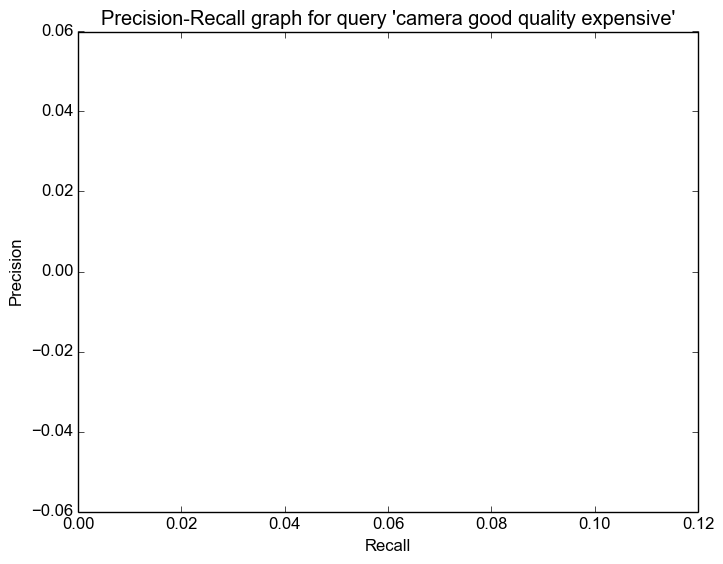 Precision-Recall graph for query 'camera good quality expensive'
0.06
0.04
0.02
0.00
−0.02
−0.04
−0.06
Precision
0.00 0.02 0.04 0.06 0.08 0.10 0.12
Recall